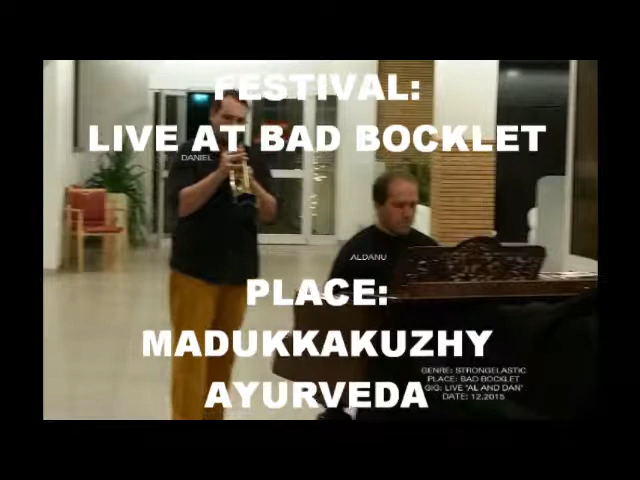 FESTIVAL:
LIVE AT BAD BOCKLET
DANIEL
ALDANU
PLACE:
MADUKKAKUZHY
AYURVEDA
GENRE: STRONGELASTIC
PLACE: BAD BOCKLET
GIG: LIVE "AL AND DAN"
DATE: 12.2015